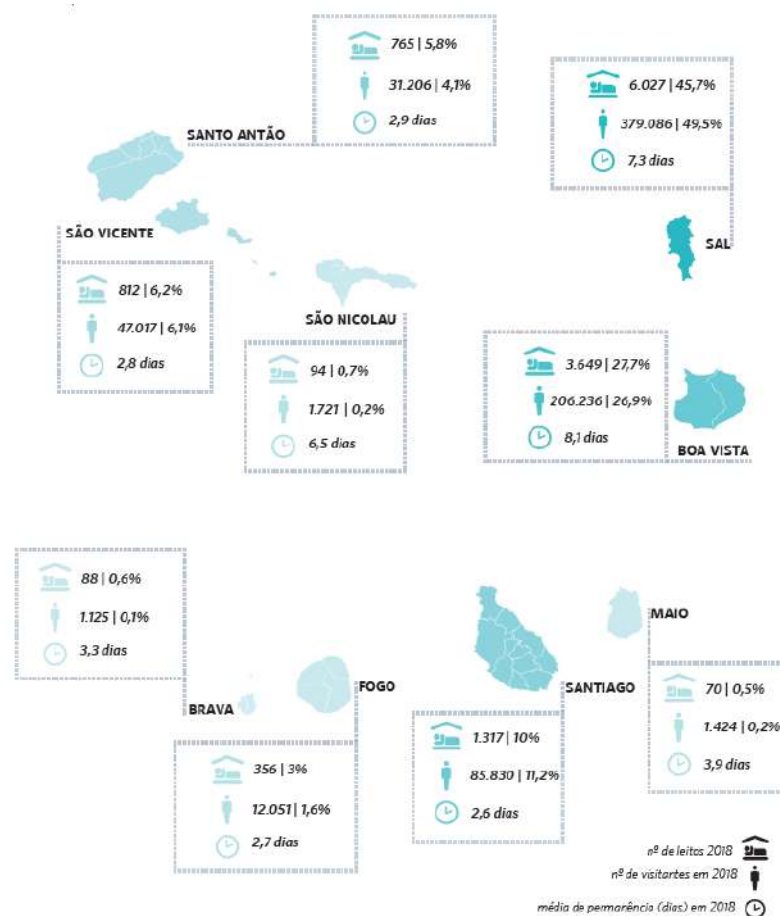 765 | 5,8%
31.206 | 4,1%
2,9 dias
SANTO ANTÃO
6.027 | 45,7%
379.086 | 49,5%
7,3 dias
SAL
SÃO VICENTE
812 | 6,2%
47.017 | 6,1%
2,8 dias
SÃO NICOLAU
94 | 0,7%
1.721 | 0,2%
6,5 dias
3.649 | 27,7%
206.236 | 26,9%
8,1 dias
BOA VISTA
88 | 0,6%
1.125 | 0,1%
3,3 dias
BRAVA
FOGO
356 | 3%
12.051 | 1,6%
2,7 dias
SANTIAGO
1.317 | 10%
85.830 | 11,2%
2,6 dias
MAIO
70 | 0,5%
1.424 | 0,2%
3,9 dias
nº de leitos 2018
nº de visitartes em 2018
média de permarência (dias) em 2018